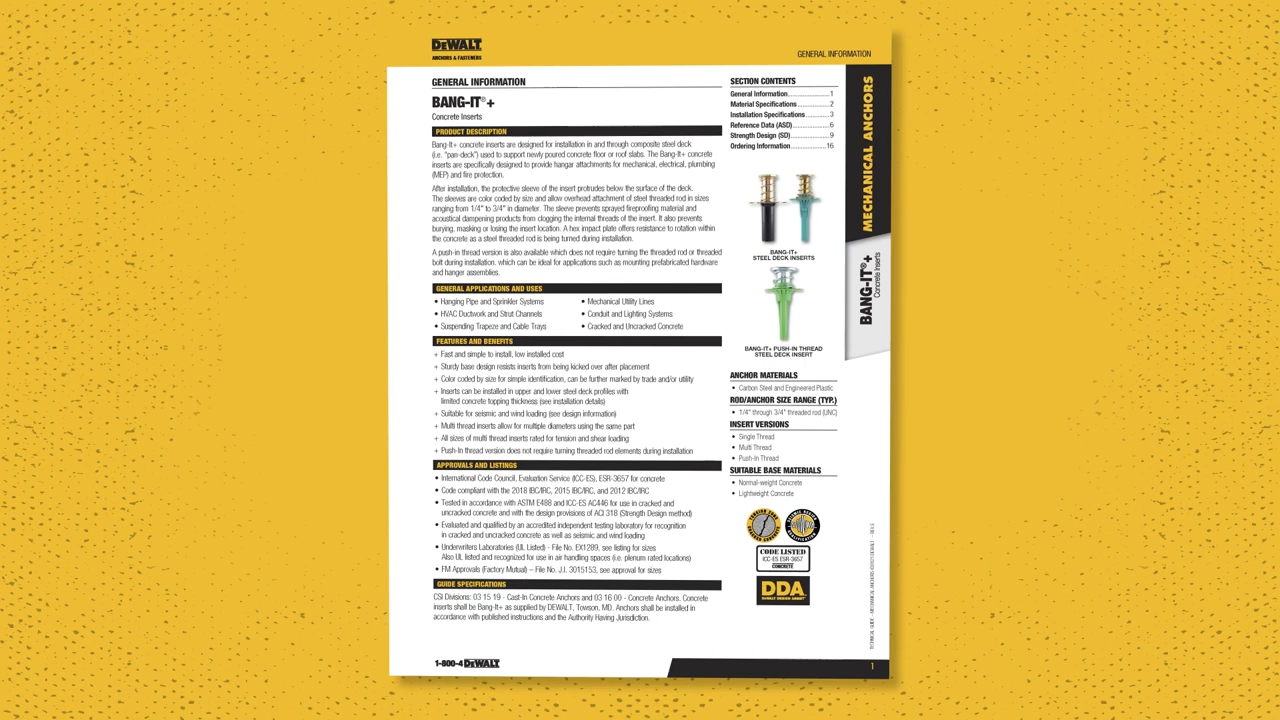 DEWALT
ANCHORS & FASTENERS
GENERAL INFORMATION
GENERAL INFORMATION
BANG-IT®+
Concrete Inserts
PRODUCT DESCRIPTION
Bang-It+ concrete inserts are designed for installation in and through composite steel deck
(i.e. "pan-deck") used to support newly poured concrete floor or roof slabs. The Bang-It+ concrete
inserts are specifically designed to provide hangar attachments for mechanical, electrical, plumbing
(MEP) and fire protection.
After installation, the protective sleeve of the insert protrudes below the surface of the deck.
The sleeves are color coded by size and allow overhead attachment of steel threaded rod in sizes
ranging from 1/4" to 3/4" in diameter. The sleeve prevents sprayed fireproofing material and
acoustical dampening products from clogging the internal threads of the insert. It also prevents
burying, masking or losing the insert location. A hex impact plate offers resistance to rotation within
the concrete as a steel threaded rod is being turned during installation.
A push-in thread version is also available which does not require turning the threaded rod or threaded
bolt during installation. which can be ideal for applications such as mounting prefabricated hardware
and hanger assemblies.
GENERAL APPLICATIONS AND USES
• Hanging Pipe and Sprinkler Systems
• HVAC Ductwork and Strut Channels
• Suspending Trapeze and Cable Trays
• Mechanical Utility Lines
• Conduit and Lighting Systems
• Cracked and Uncracked Concrete
FEATURES AND BENEFITS
+ Fast and simple to install, low installed cost
+ Sturdy base design resists inserts from being kicked over after placement
+ Color coded by size for simple identification, can be further marked by trade and/or utility
+ Inserts can be installed in upper and lower steel deck profiles with
limited concrete topping thickness (see installation details)
+ Suitable for seismic and wind loading (see design information)
+ Multi thread inserts allow for multiple diameters using the same part
+ All sizes of multi thread inserts rated for tension and shear loading
+ Push-In thread version does not require turning threaded rod elements during installation
APPROVALS AND LISTINGS
• International Code Council, Evaluation Service (ICC-ES), ESR-3657 for concrete
• Code compliant with the 2018 IBC/IRC, 2015 IBC/IRC, and 2012 IBC/IRC
• Tested in accordance with ASTM E488 and ICC-ES AC446 for use in cracked and
uncracked concrete and with the design provisions of ACI 318 (Strength Design method)
• Evaluated and qualified by an accredited independent testing laboratory for recognition
in cracked and uncracked concrete as well as seismic and wind loading
• Underwriters Laboratories (UL Listed) - File No. EX1289, see listing for sizes
Also UL listed and recognized for use in air handling spaces (i.e. plenum rated locations)
• FM Approvals (Factory Mutual) – File No. J.I. 3015153, see approval for sizes
GUIDE SPECIFICATIONS
CSI Divisions: 03 15 19 - Cast-In Concrete Anchors and 03 16 00 - Concrete Anchors. Concrete
inserts shall be Bang-It+ as supplied by DEWALT, Towson, MD. Anchors shall be installed in
accordance with published instructions and the Authority Having Jurisdiction.
SECTION CONTENTS
General Information......................1
Material Specifications.................2
Installation Specifications.............3
Reference Data (ASD)...................6
Strength Design (SD)....................9
Ordering Information...................16
BANG-IT+
STEEL DECK INSERTS
BANG-IT+ PUSH-IN THREAD
STEEL DECK INSERT
ANCHOR MATERIALS
• Carbon Steel and Engineered Plastic
ROD/ANCHOR SIZE RANGE (TYP.)
• 1/4" through 3/4" threaded rod (UNC)
INSERT VERSIONS
• Single Thread
• Multi Thread
• Push-In Thread
SUITABLE BASE MATERIALS
• Normal-weight Concrete
• Lightweight Concrete
CODE LISTED
ICC-ES ESR-3657
CONCRETE
DDA
DEWALT DESIGN ASSIST
MECHANICAL ANCHORS
BANG-IT®+
Concrete Inserts
1-800-4 DEWALT
1